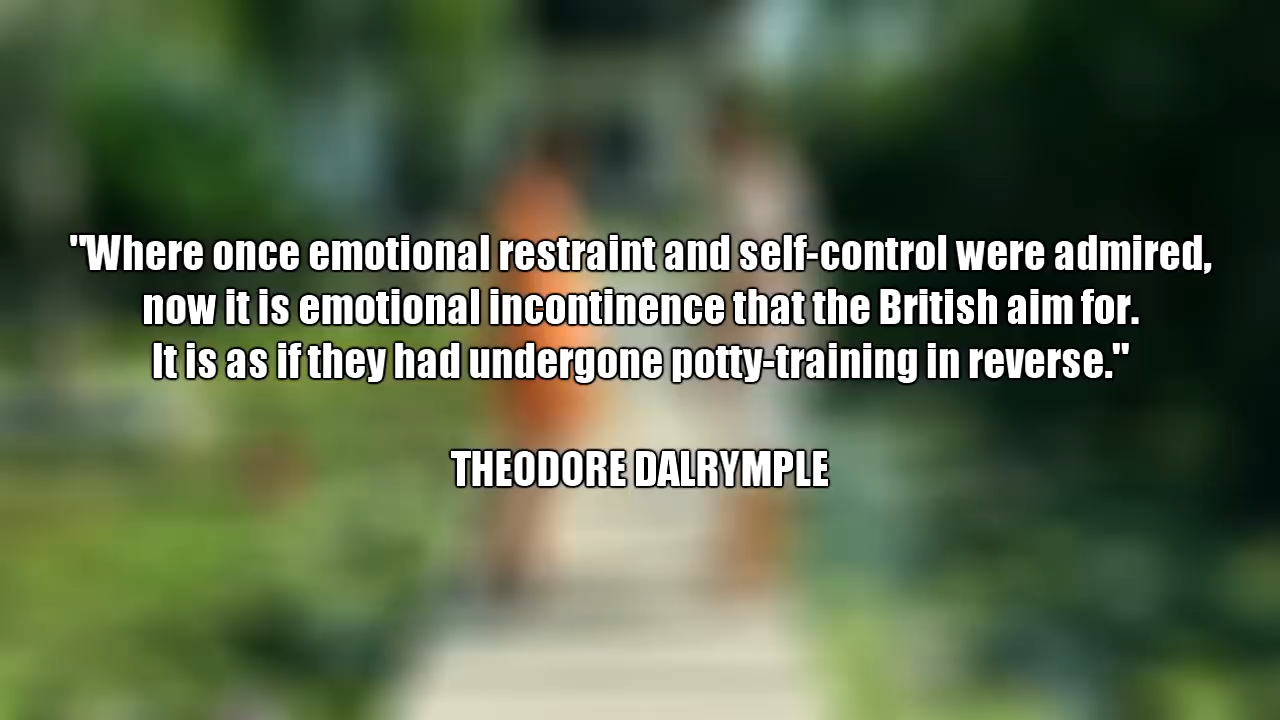 "Where once emotional restraint and self-control were admired,
now it is emotional incontinence that the British aim for.
It is as if they had undergone potty-training in reverse."
THEODORE DALRYMPLE